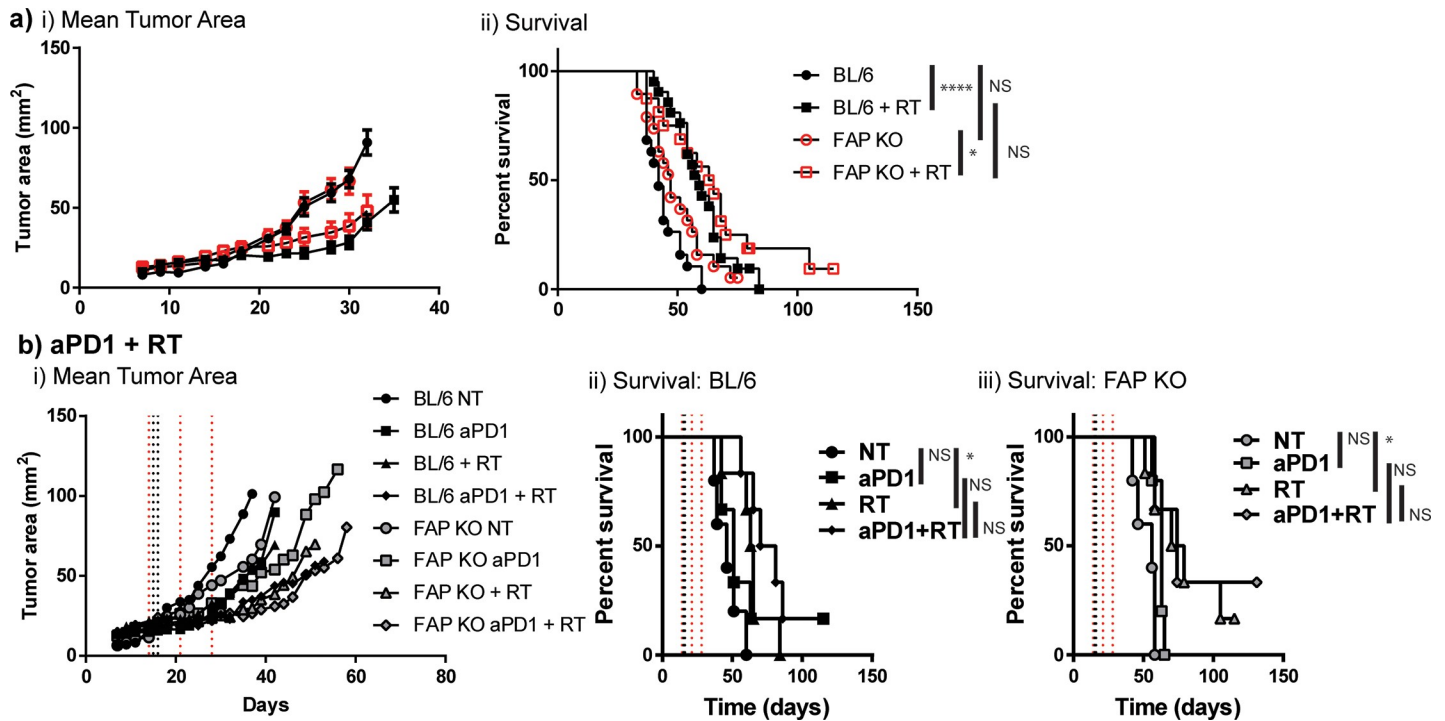 a) i) Mean Tumor Area
ii) Survival
150
100
50
0
Tumor area (mm²)
0 10 20 30 40
100
50
0
Percent survival
0 50 100 150
BL/6
BL/6 + RT
FAP KO
FAP KO + RT
**** NS
* NS
b) aPD1 + RT
i) Mean Tumor Area
150
100
50
0
Tumor area (mm²)
0 20 40 60 80
Days
BL/6 NT
BL/6 aPD1
BL/6 + RT
BL/6 aPD1 + RT
FAP KO NT
FAP KO aPD1
FAP KO + RT
FAP KO aPD1 + RT
ii) Survival: BL/6
100
50
0
Percent survival
0 50 100 150
Time (days)
NT
aPD1
RT
aPD1+RT
NS *
NS
NS
iii) Survival: FAP KO
100
50
0
Percent survival
0 50 100 150
Time (days)
NT
aPD1
RT
aPD1+RT
NS *
NS
NS